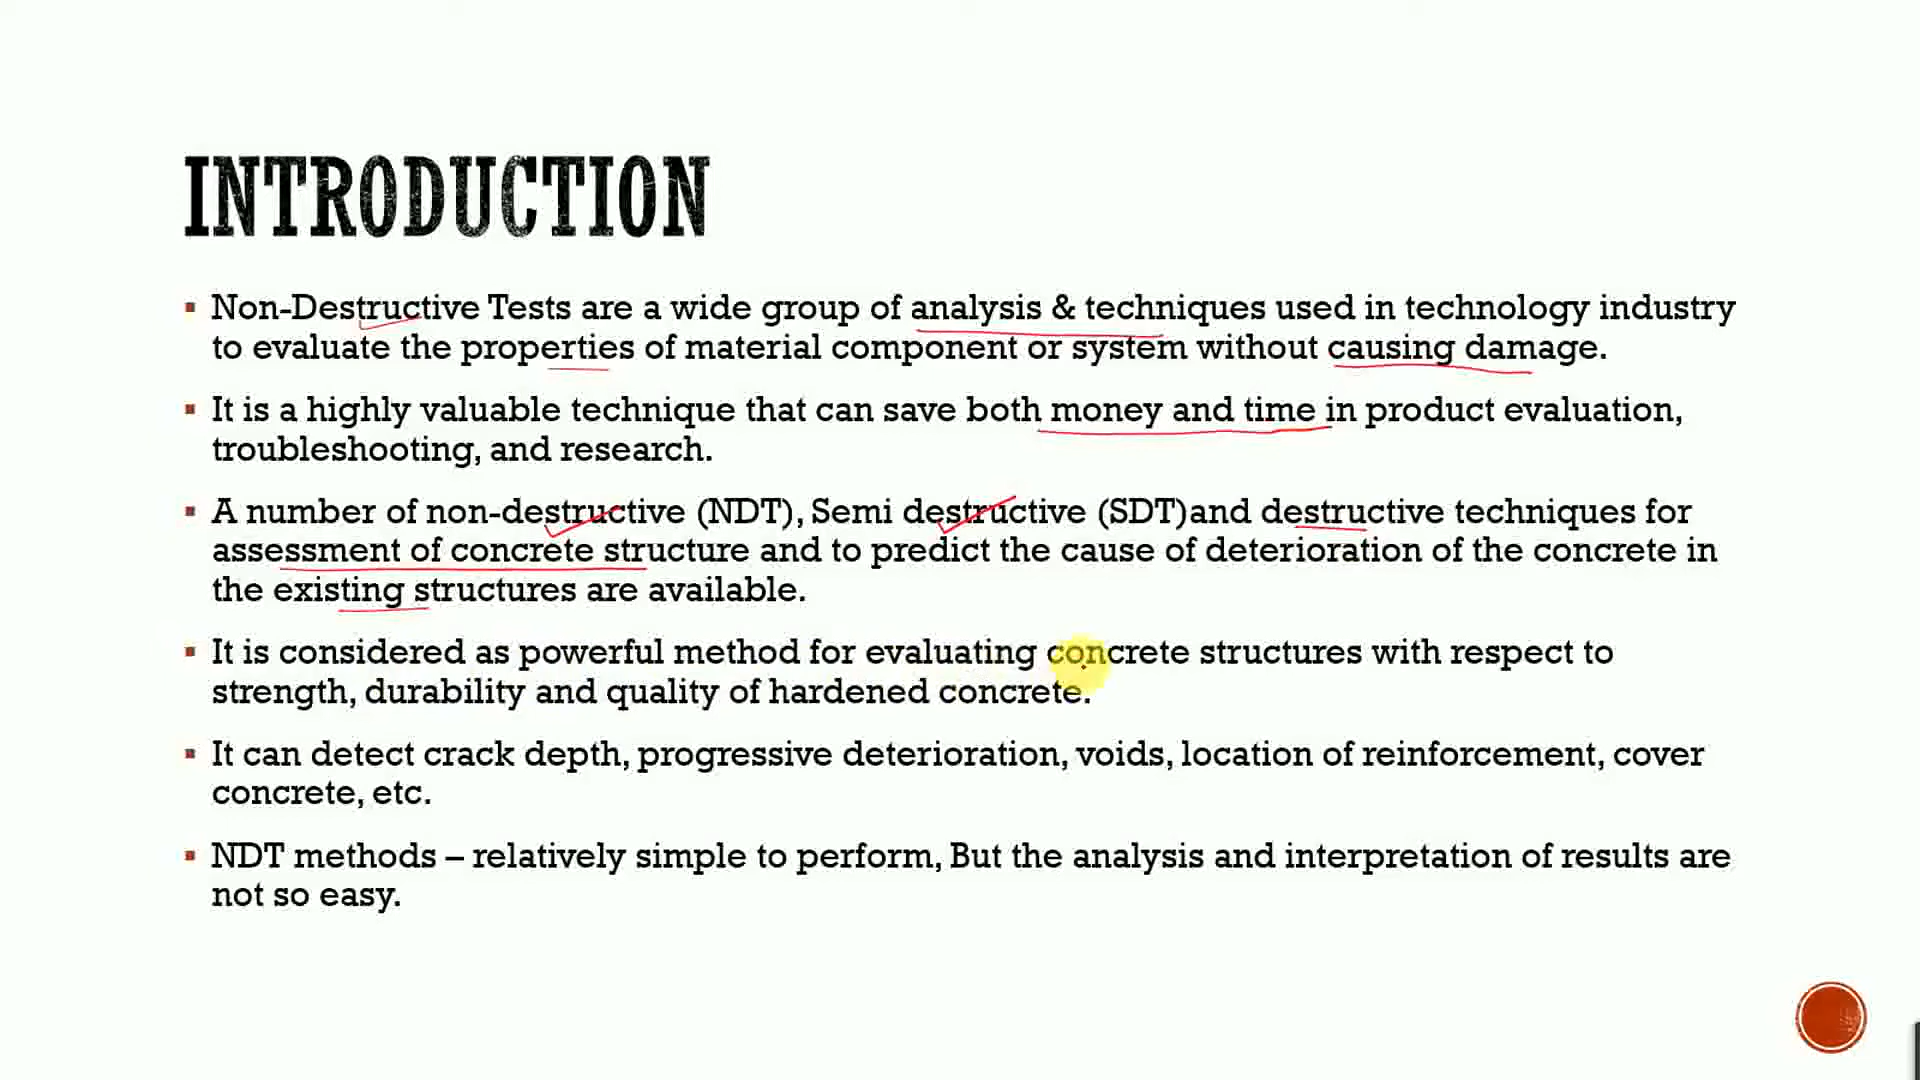 INTRODUCTION
Non-Destructive Tests are a wide group of analysis & techniques used in technology industry
to evaluate the properties of material component or system without causing damage.
It is a highly valuable technique that can save both money and time in product evaluation,
troubleshooting, and research.
A number of non-destructive (NDT), Semi destructive (SDT)and destructive techniques for
assessment of concrete structure and to predict the cause of deterioration of the concrete in
the existing structures are available.
It is considered as powerful method for evaluating concrete structures with respect to
strength, durability and quality of hardened concrete.
It can detect crack depth, progressive deterioration, voids, location of reinforcement, cover
concrete, etc.
NDT methods – relatively simple to perform, But the analysis and interpretation of results are
not so easy.